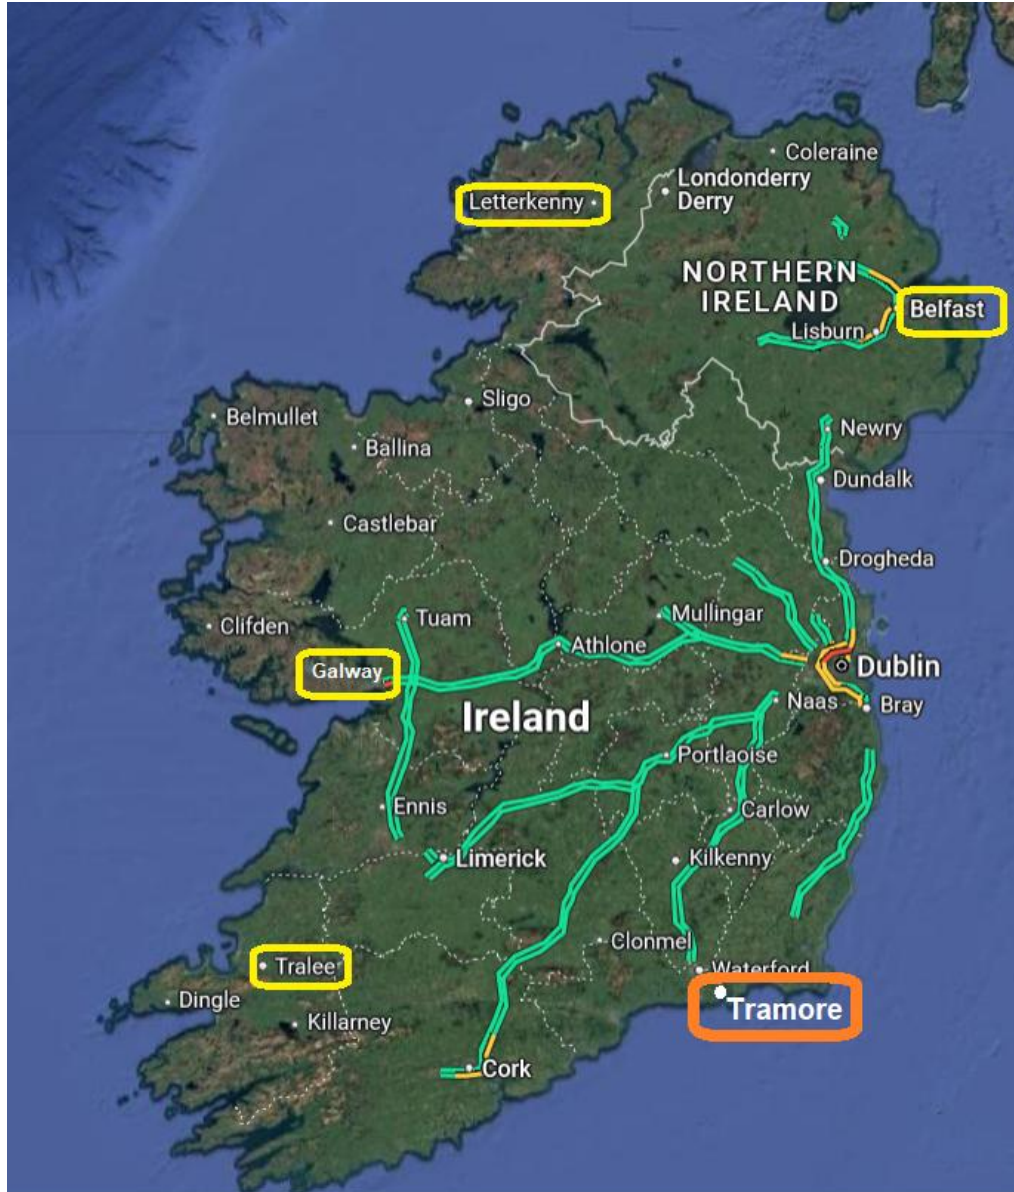 Coleraine
Londonderry
Derry
Letterkenny
NORTHERN
IRELAND
Belfast
Lisburn
Sligo
Belmullet
Newry
Ballina
Dundalk
Castlebar
Drogheda
Mullingar
Tuam
Clifden
Athlone
Dublin
Galway
Naas
Bray
Ireland
Portlaoise
Ennis
Carlow
Limerick
Kilkenny
Clonmel
Tralee
Waterford
Dingle
Tramore
Killarney
Cork